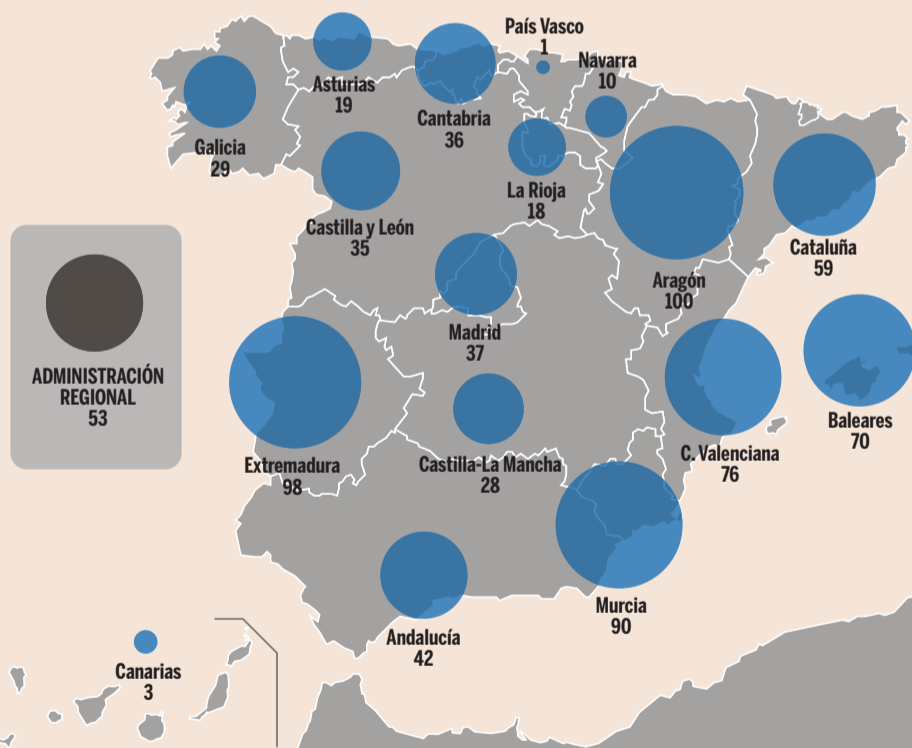 País Vasco
1
Navarra
10
Asturias
19
Cantabria
36
Galicia
29
La Rioja
18
Castilla y León
35
Cataluña
59
Aragón
100
Madrid
37
ADMINISTRACIÓN
REGIONAL
53
Baleares
70
C. Valenciana
76
Extremadura
98
Castilla-La Mancha
28
Murcia
90
Andalucía
42
Canarias
3